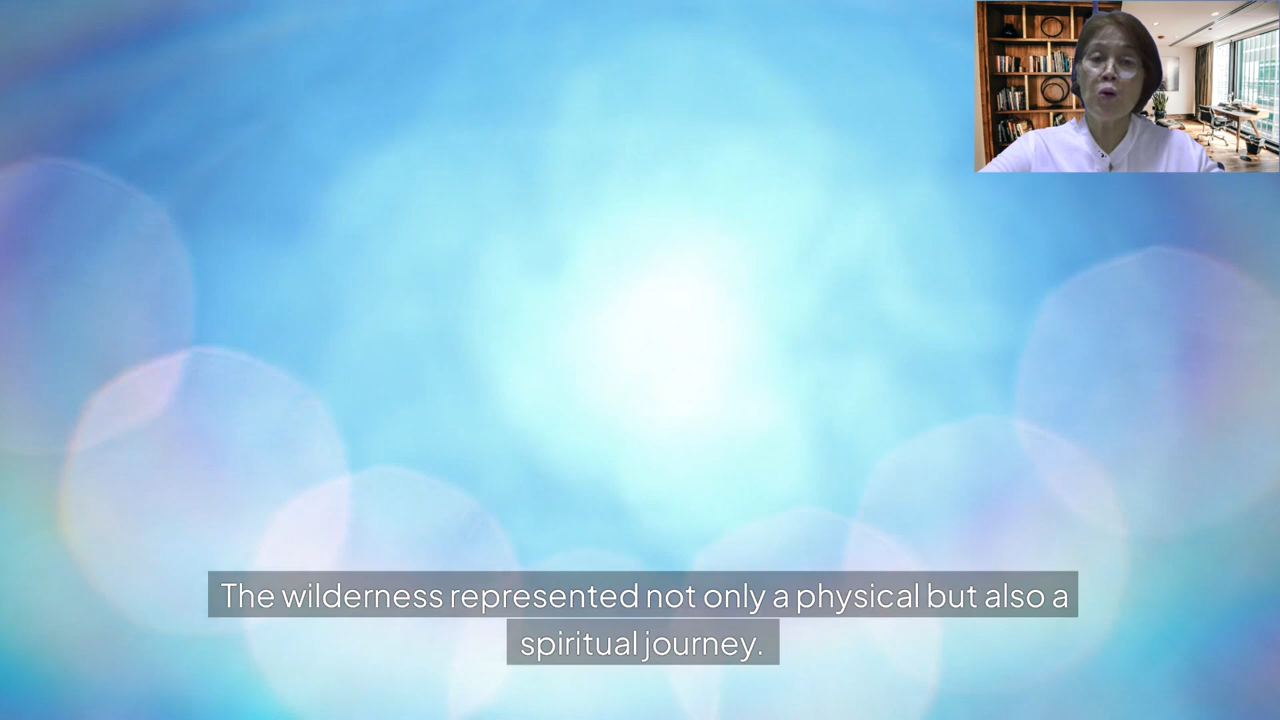 The wilderness represented not only a physical but also a
spiritual journey.